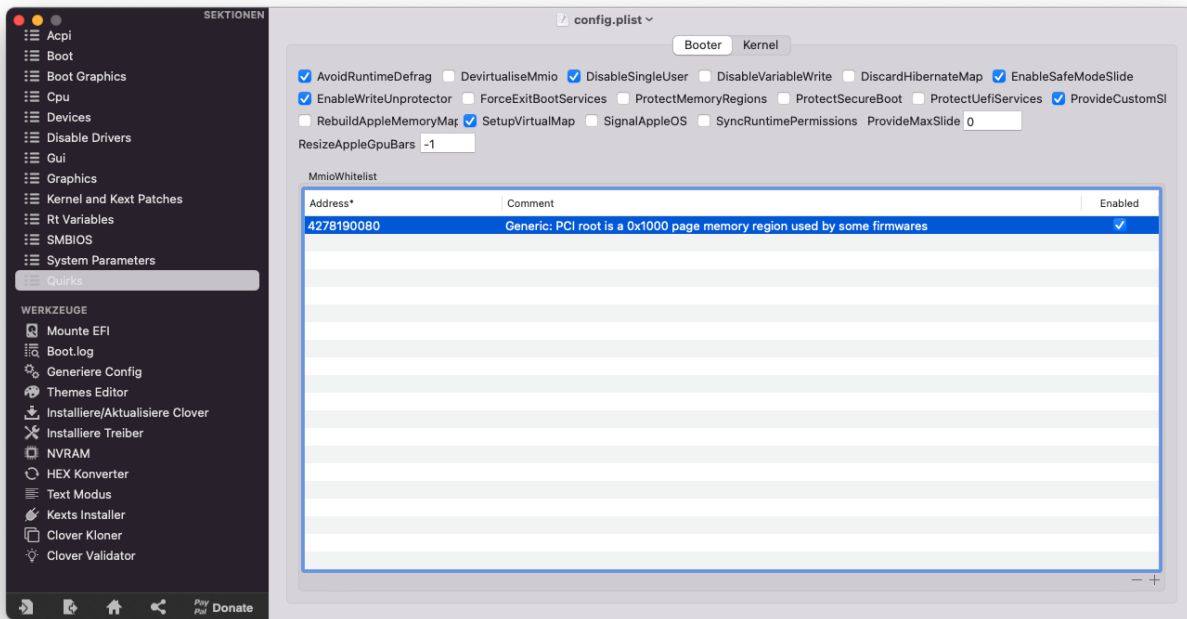 SEKTIONEN
Acpi
Boot
Boot Graphics
Cpu
Devices
Disable Drivers
Gui
Graphics
Kernel and Kext Patches
Rt Variables
SMBIOS
System Parameters
Quirks
WERKZEUGE
Mounte EFI
Boot.log
Generiere Config
Themes Editor
Installiere/Aktualisiere Clover
Installiere Treiber
NVRAM
HEX Konverter
Text Modus
Kexts Installer
Clover Kloner
Clover Validator
Pay Pal Donate
config.plist
Booter Kernel
AvoidRuntimeDefrag DevirtualiseMmio DisableSingleUser DisableVariableWrite DiscardHibernateMap EnableSafeModeSlide
EnableWriteUnprotector ForceExitBootServices ProtectMemoryRegions ProtectSecureBoot ProtectUefiServices ProvideCustomSl
RebuildAppleMemoryMap SetupVirtualMap SignalAppleOS SyncRuntimePermissions ProvideMaxSlide 0
ResizeAppleGpuBars -1
MmioWhitelist
Address* Comment Enabled
4278190080 Generic: PCI root is a 0x1000 page memory region used by some firmwares